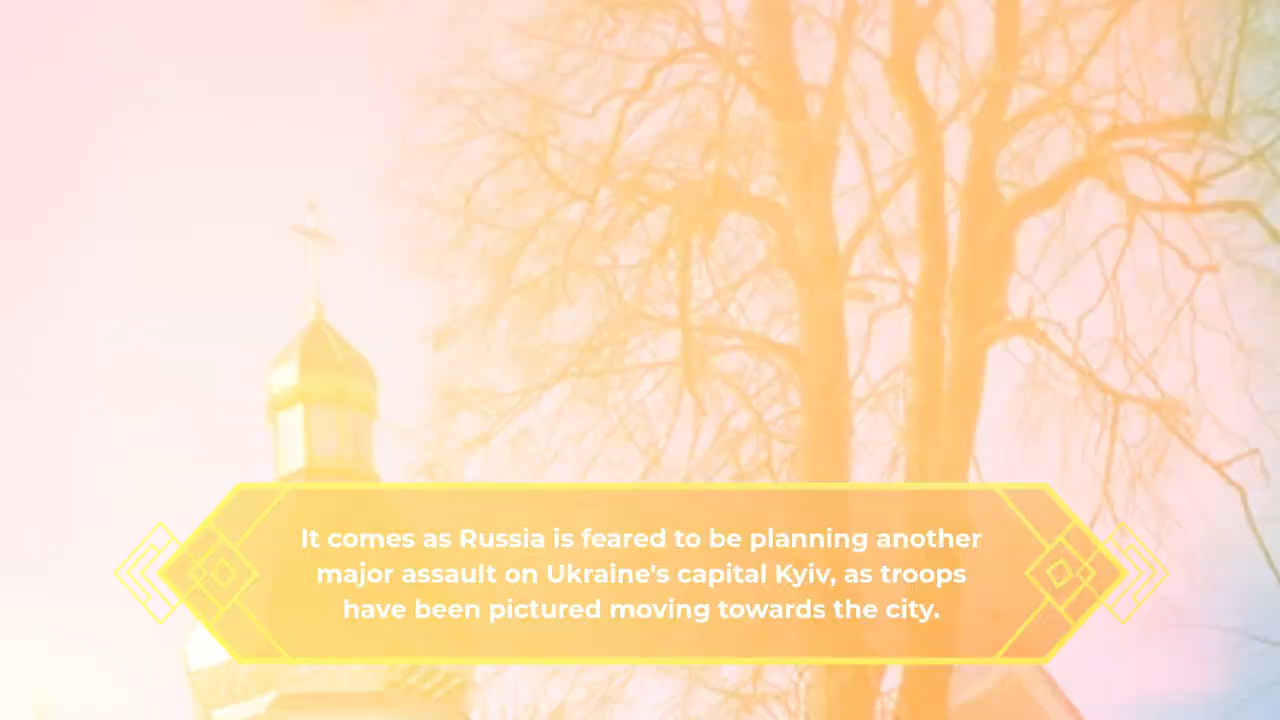 It comes as Russia is feared to be planning another
major assault on Ukraine's capital Kyiv, as troops
have been pictured moving towards the city.